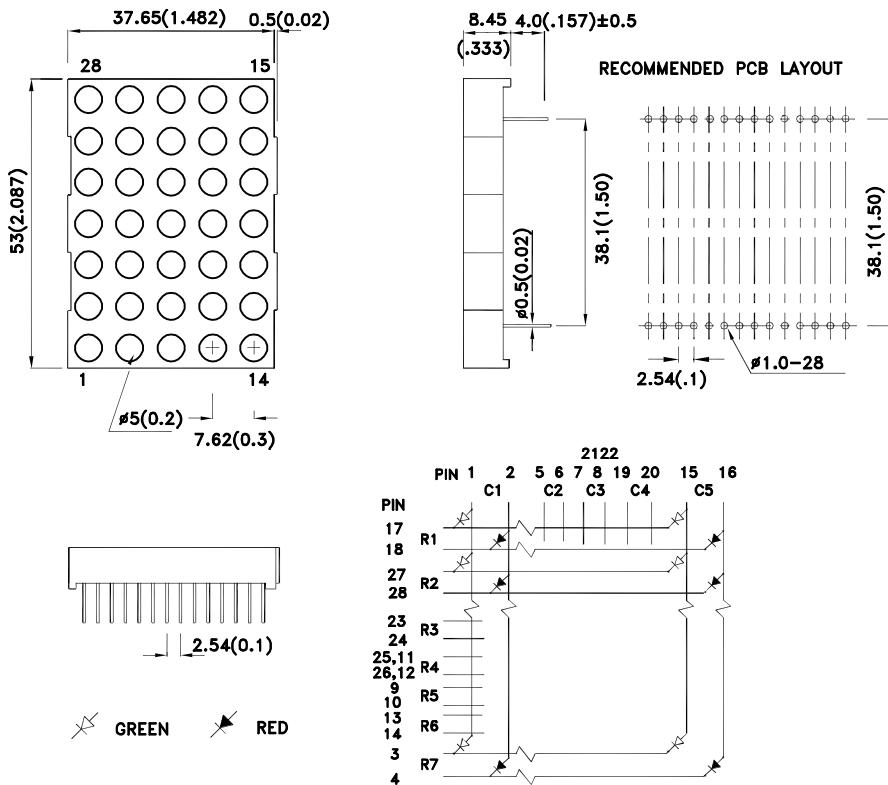 37.65(1.482) 0.5(0.02)
28 15
53(2.087)
1 14
ø5(0.2)
7.62(0.3)
8.45 4.0(.157)±0.5
(.333)
ø0.5(0.02)
38.1(1.50)
RECOMMENDED PCB LAYOUT
38.1(1.50)
2.54(.1)
ø1.0-28
2.54(0.1)
GREEN RED
2122
PIN 1 2 5 6 7 8 19 20 15 16
C1 C2 C3 C4 C5
PIN
17
R1
18
27
R2
28
23
R3
24
25,11
R4
26,12
9
R5
10
13
R6
14
3
R7
4